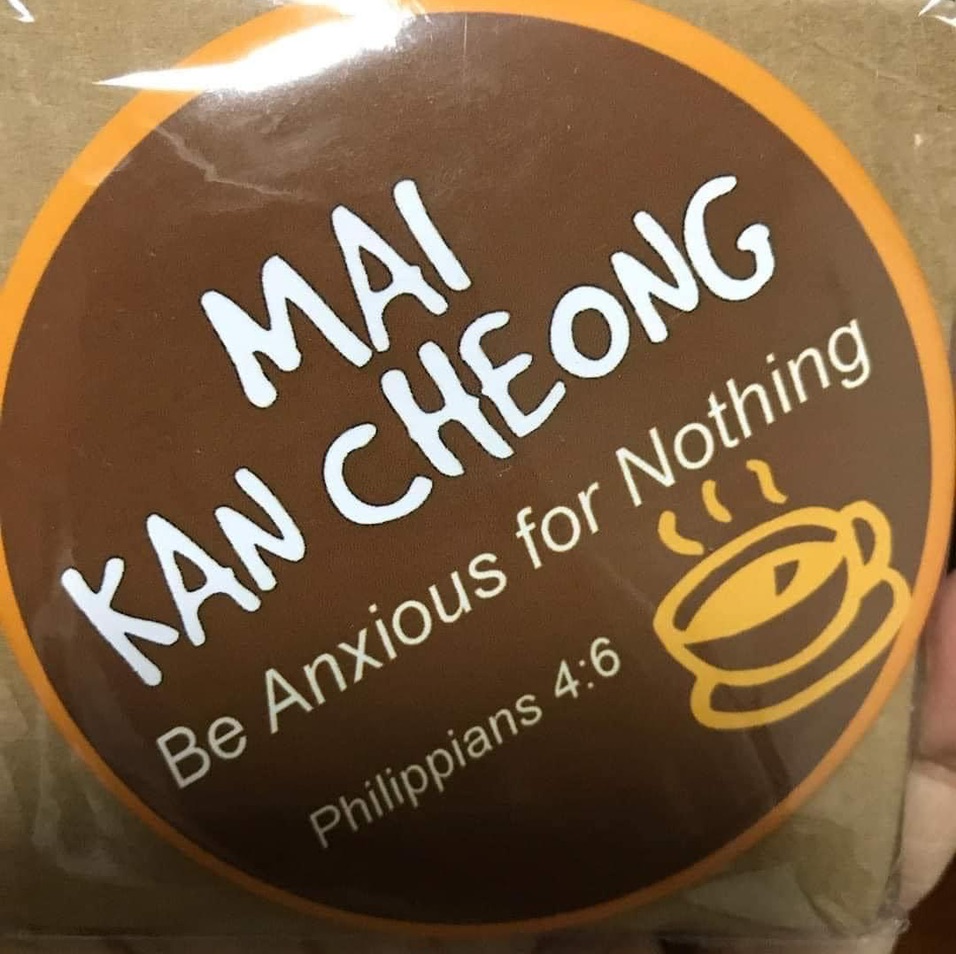 MAI
KAN CHEONG
Be Anxious for Nothing
Philippians 4:6